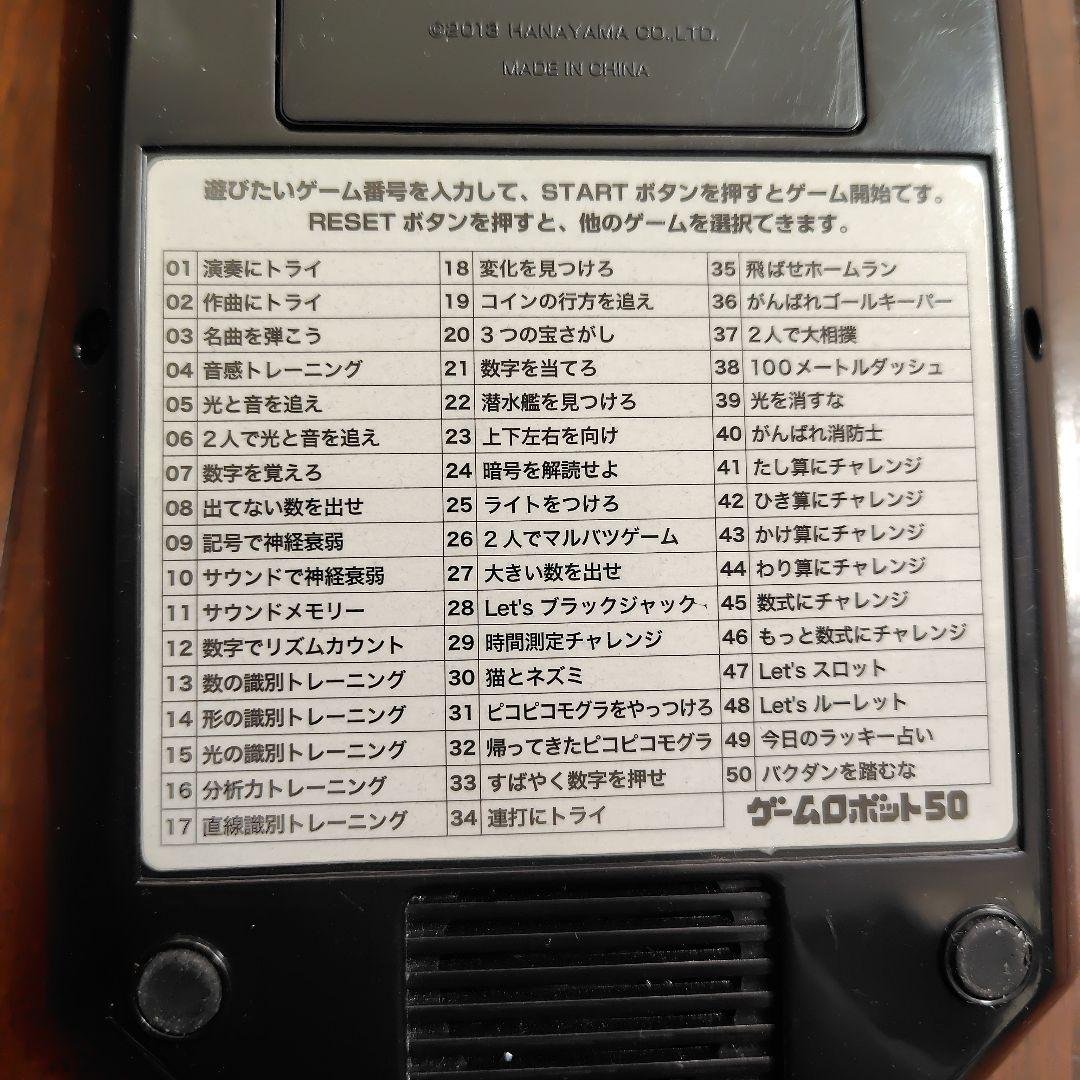 ©2013 HANAYAMA CO.,LTD.
MADE IN CHINA
遊びたいゲーム番号を入力して、STARTボタンを押すとゲーム開始です。
RESETボタンを押すと、他のゲームを選択できます。
01 演奏にトライ
02 作曲にトライ
03 名曲を弾こう
04 音感トレーニング
05 光と音を追え
06 2人で光と音を追え
07 数字を覚えろ
08 出てない数を出せ
09 記号で神経衰弱
10 サウンドで神経衰弱
11 サウンドメモリー
12 数字でリズムカウント
13 数の識別トレーニング
14 形の識別トレーニング
15 光の識別トレーニング
16 分析力トレーニング
17 直線識別トレーニング
18 変化を見つけろ
19 コインの行方を追え
20 3つの宝さがし
21 数字を当てろ
22 潜水艦を見つけろ
23 上下左右を向け
24 暗号を解読せよ
25 ライトをつけろ
26 2人でマルバツゲーム
27 大きい数を出せ
28 Let's ブラックジャック
29 時間測定チャレンジ
30 猫とネズミ
31 ピコピコモグラをやっつけろ
32 帰ってきたピコピコモグラ
33 すばやく数字を押せ
34 連打にトライ
35 飛ばせホームラン
36 がんばれゴールキーパー
37 2人で大相撲
38 100メートルダッシュ
39 光を消すな
40 がんばれ消防士
41 たし算にチャレンジ
42 ひき算にチャレンジ
43 かけ算にチャレンジ
44 わり算にチャレンジ
45 数式にチャレンジ
46 もっと数式にチャレンジ
47 Let's スロット
48 Let's ルーレット
49 今日のラッキー占い
50 バクダンを踏むな
ゲームロボット50